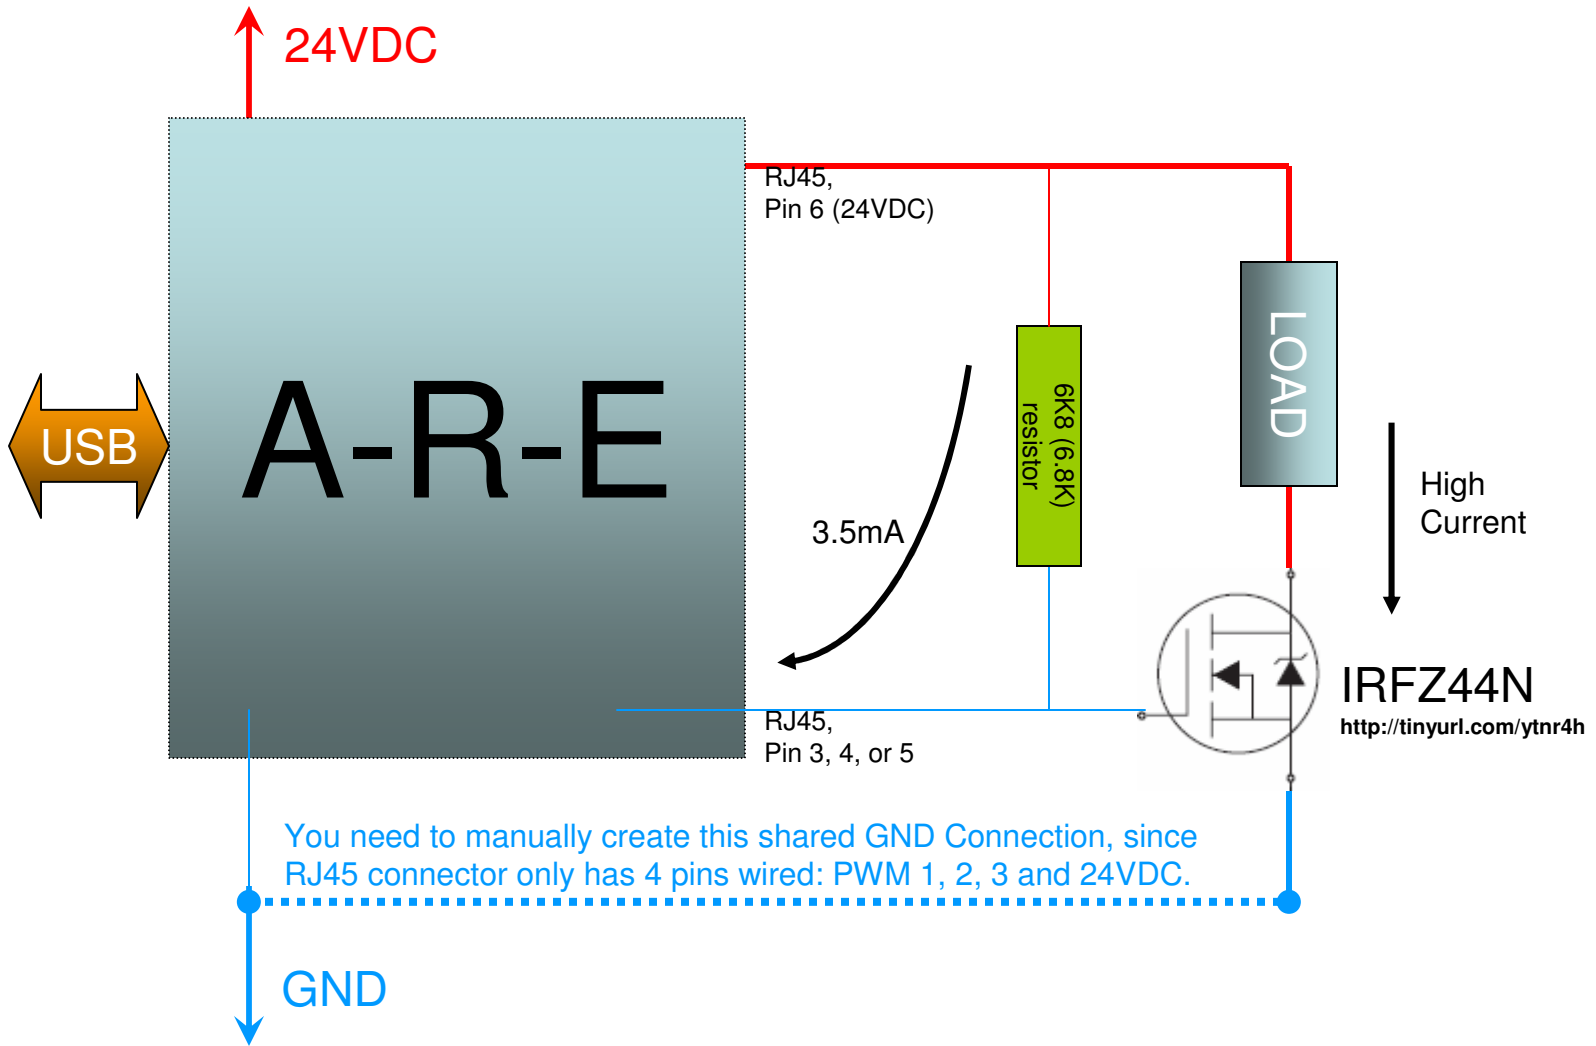 24VDC
RJ45,
Pin 6 (24VDC)
USB
A-R-E
6K8 (6.8K)
resistor
LOAD
3.5mA
High
Current
IRFZ44N
http://tinyurl.com/ytnr4h
RJ45,
Pin 3, 4, or 5
You need to manually create this shared GND Connection, since
RJ45 connector only has 4 pins wired: PWM 1, 2, 3 and 24VDC.
GND